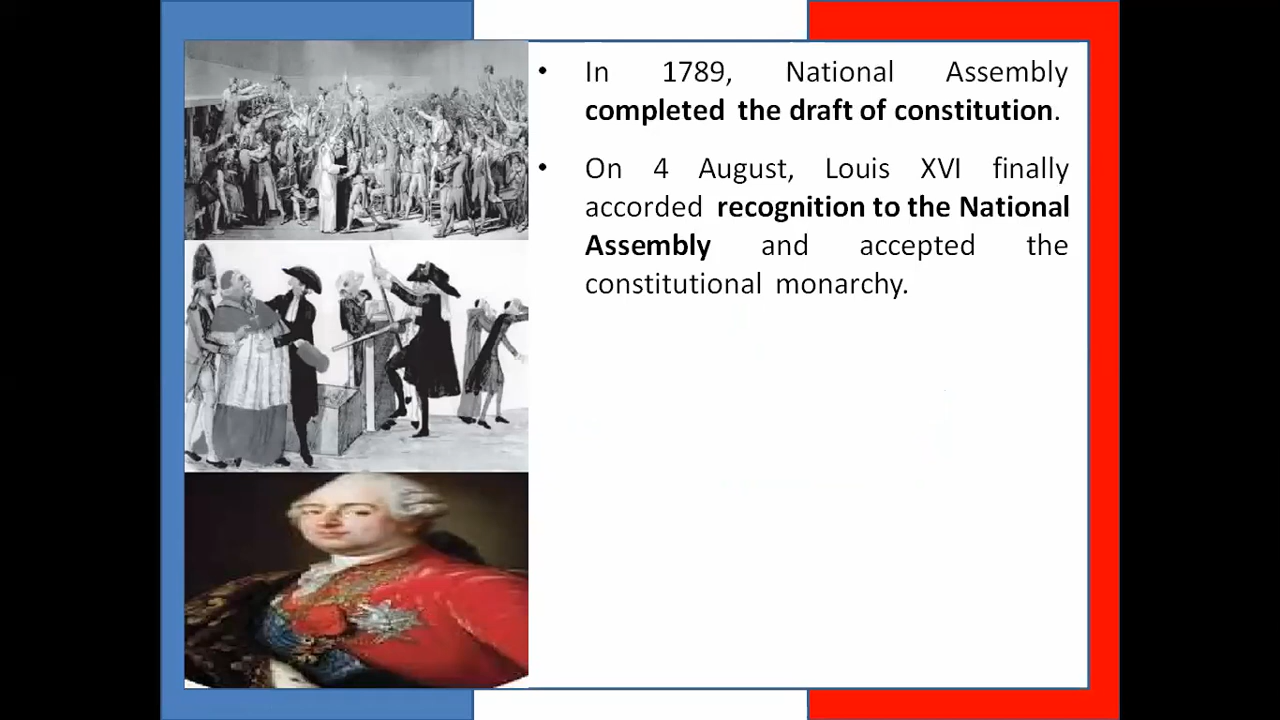 • In 1789, National Assembly
completed the draft of constitution.
• On 4 August, Louis XVI finally
accorded recognition to the National
Assembly and accepted the
constitutional monarchy.